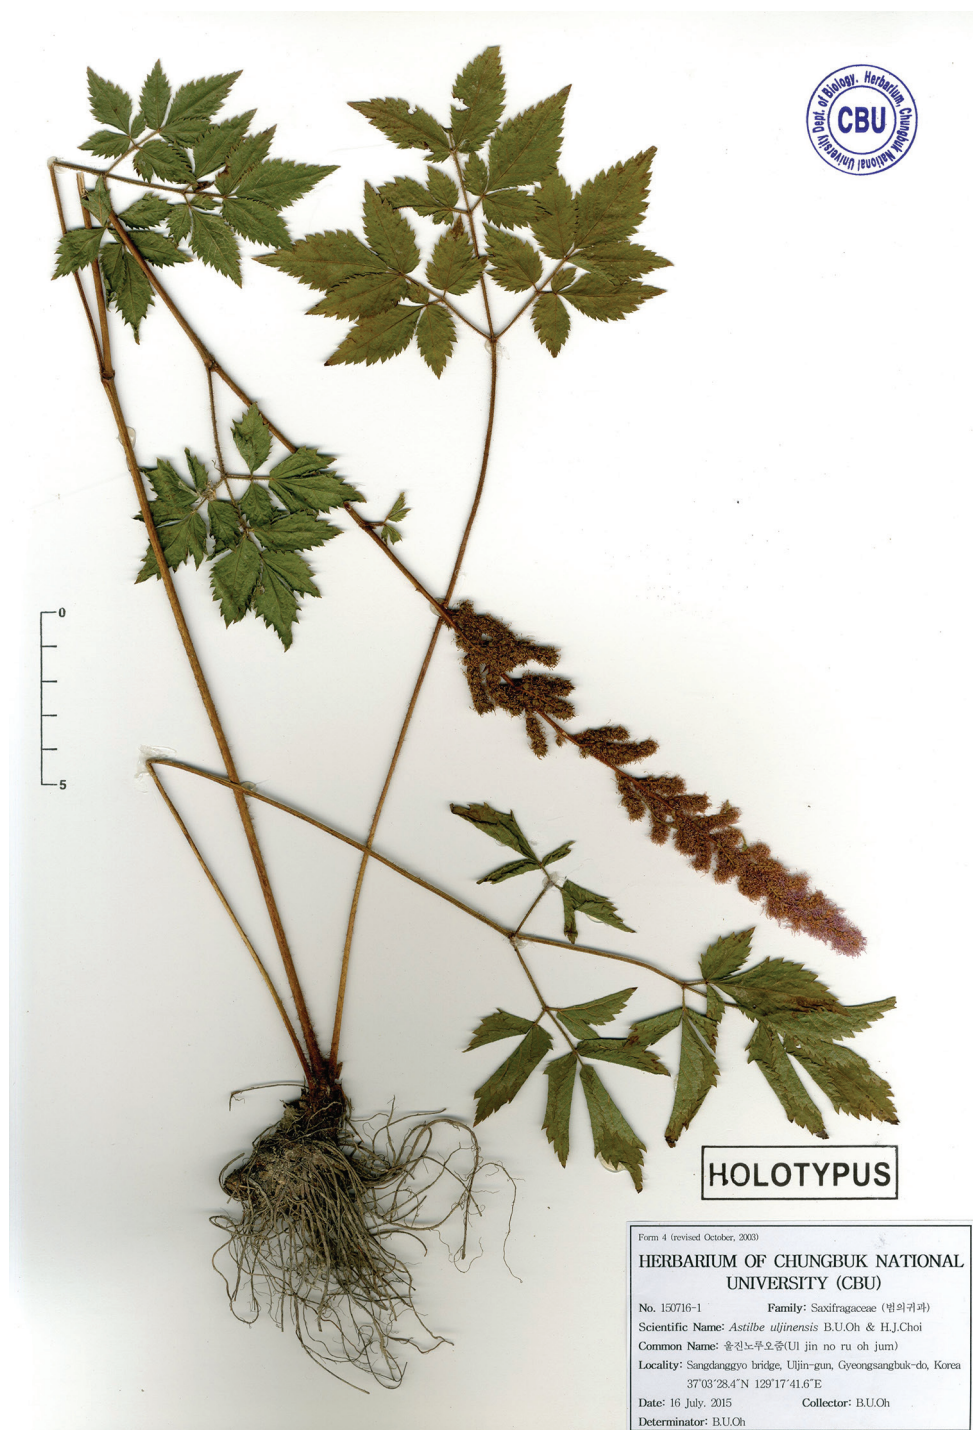 Dept. of Biology. Herbarium, Chungbuk National University
CBU
0
5
HOLOTYPUS
Form 4 (revised October, 2003)
HERBARIUM OF CHUNGBUK NATIONAL
UNIVERSITY (CBU)
No. 150716-1 Family: Saxifragaceae (범의귀과)
Scientific Name: Astilbe uljinensis B.U.Oh & H.J.Choi
Common Name: 울진노루오줌(Ul jin no ru oh jum)
Locality: Sangdanggyo bridge, Uljin-gun, Gyeongsangbuk-do, Korea
37°03´28.4˝N 129°17´41.6˝E
Date: 16 July. 2015 Collector: B.U.Oh
Determinator: B.U.Oh